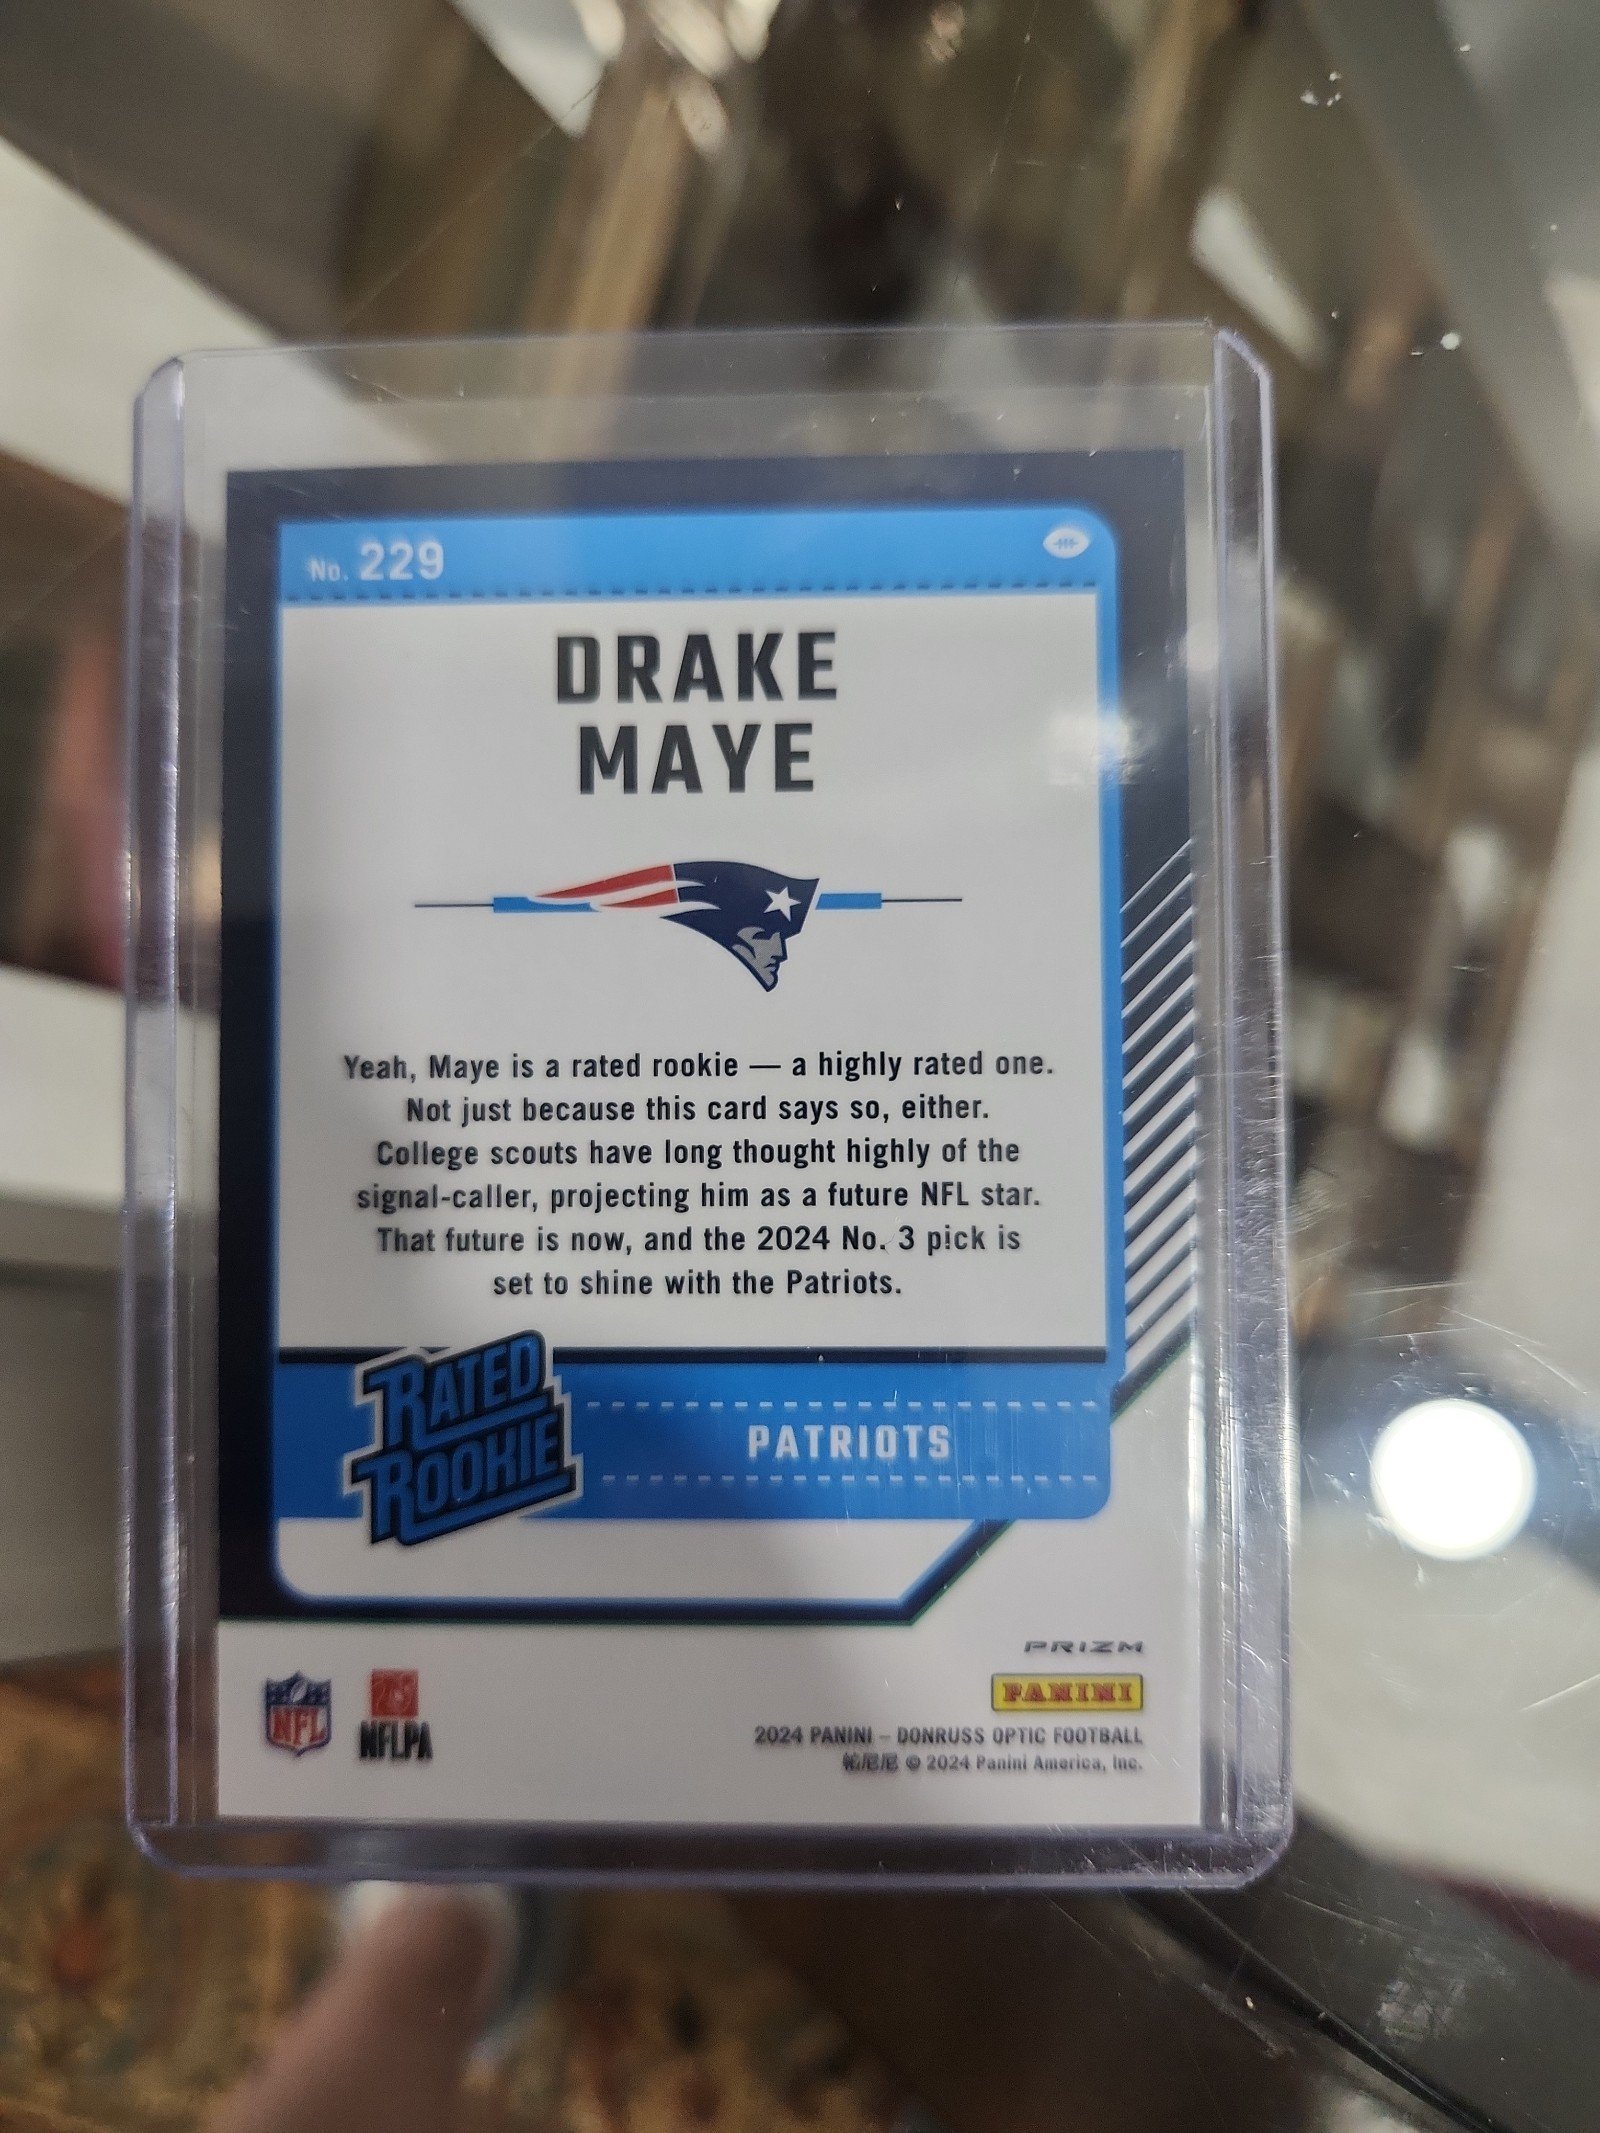 No. 229
DRAKE
MAYE
Yeah, Maye is a rated rookie — a highly rated one.
Not just because this card says so, either.
College scouts have long thought highly of the
signal-caller, projecting him as a future NFL star.
That future is now, and the 2024 No. 3 pick is
set to shine with the Patriots.
RATED
ROOKIE
PATRIOTS
PRIZM
PANINI
NFL
NFLPA
2024 PANINI – DONRUSS OPTIC FOOTBALL
© 2024 Panini America, Inc.